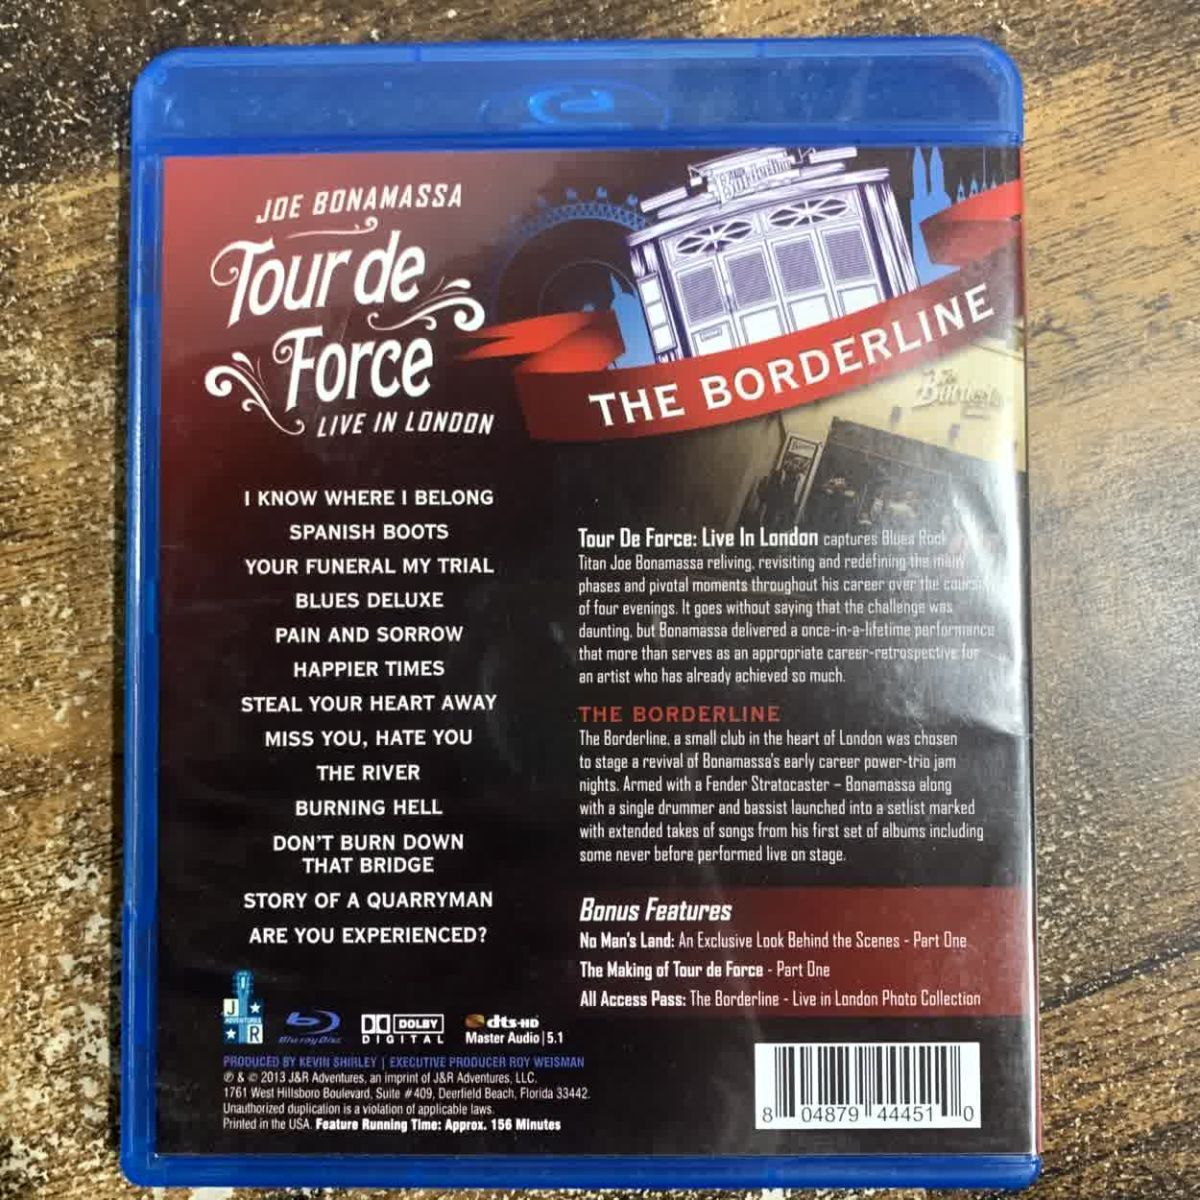 JOE BONAMASSA
Tour de
Force
LIVE IN LONDON
The Borderline
THE BORDERLINE
The
Borderline
I KNOW WHERE I BELONG
SPANISH BOOTS
YOUR FUNERAL MY TRIAL
BLUES DELUXE
PAIN AND SORROW
HAPPIER TIMES
STEAL YOUR HEART AWAY
MISS YOU, HATE YOU
THE RIVER
BURNING HELL
DON'T BURN DOWN
THAT BRIDGE
STORY OF A QUARRYMAN
ARE YOU EXPERIENCED?
Tour De Force: Live In London captures Blues Rock
Titan Joe Bonamassa reliving, revisiting and redefining the many
phases and pivotal moments throughout his career over the course
of four evenings. It goes without saying that the challenge was
daunting, but Bonamassa delivered a once-in-a-lifetime performance
that more than serves as an appropriate career-retrospective for
an artist who has already achieved so much.
THE BORDERLINE
The Borderline, a small club in the heart of London was chosen
to stage a revival of Bonamassa's early career power-trio jam
nights. Armed with a Fender Stratocaster – Bonamassa along
with a single drummer and bassist launched into a setlist marked
with extended takes of songs from his first set of albums including
some never before performed live on stage.
Bonus Features
No Man's Land: An Exclusive Look Behind the Scenes - Part One
The Making of Tour de Force - Part One
All Access Pass: The Borderline - Live in London Photo Collection
J
ADVENTURES
R
Blu-ray Disc
DOLBY
DIGITAL
dts-HD
Master Audio | 5.1
PRODUCED BY KEVIN SHIRLEY | EXECUTIVE PRODUCER ROY WEISMAN
℗ & © 2013 J&R Adventures, an imprint of J&R Adventures, LLC.
1761 West Hillsboro Boulevard, Suite #409, Deerfield Beach, Florida 33442.
Unauthorized duplication is a violation of applicable laws.
Printed in the USA. Feature Running Time: Approx. 156 Minutes
8 04879 44451 0